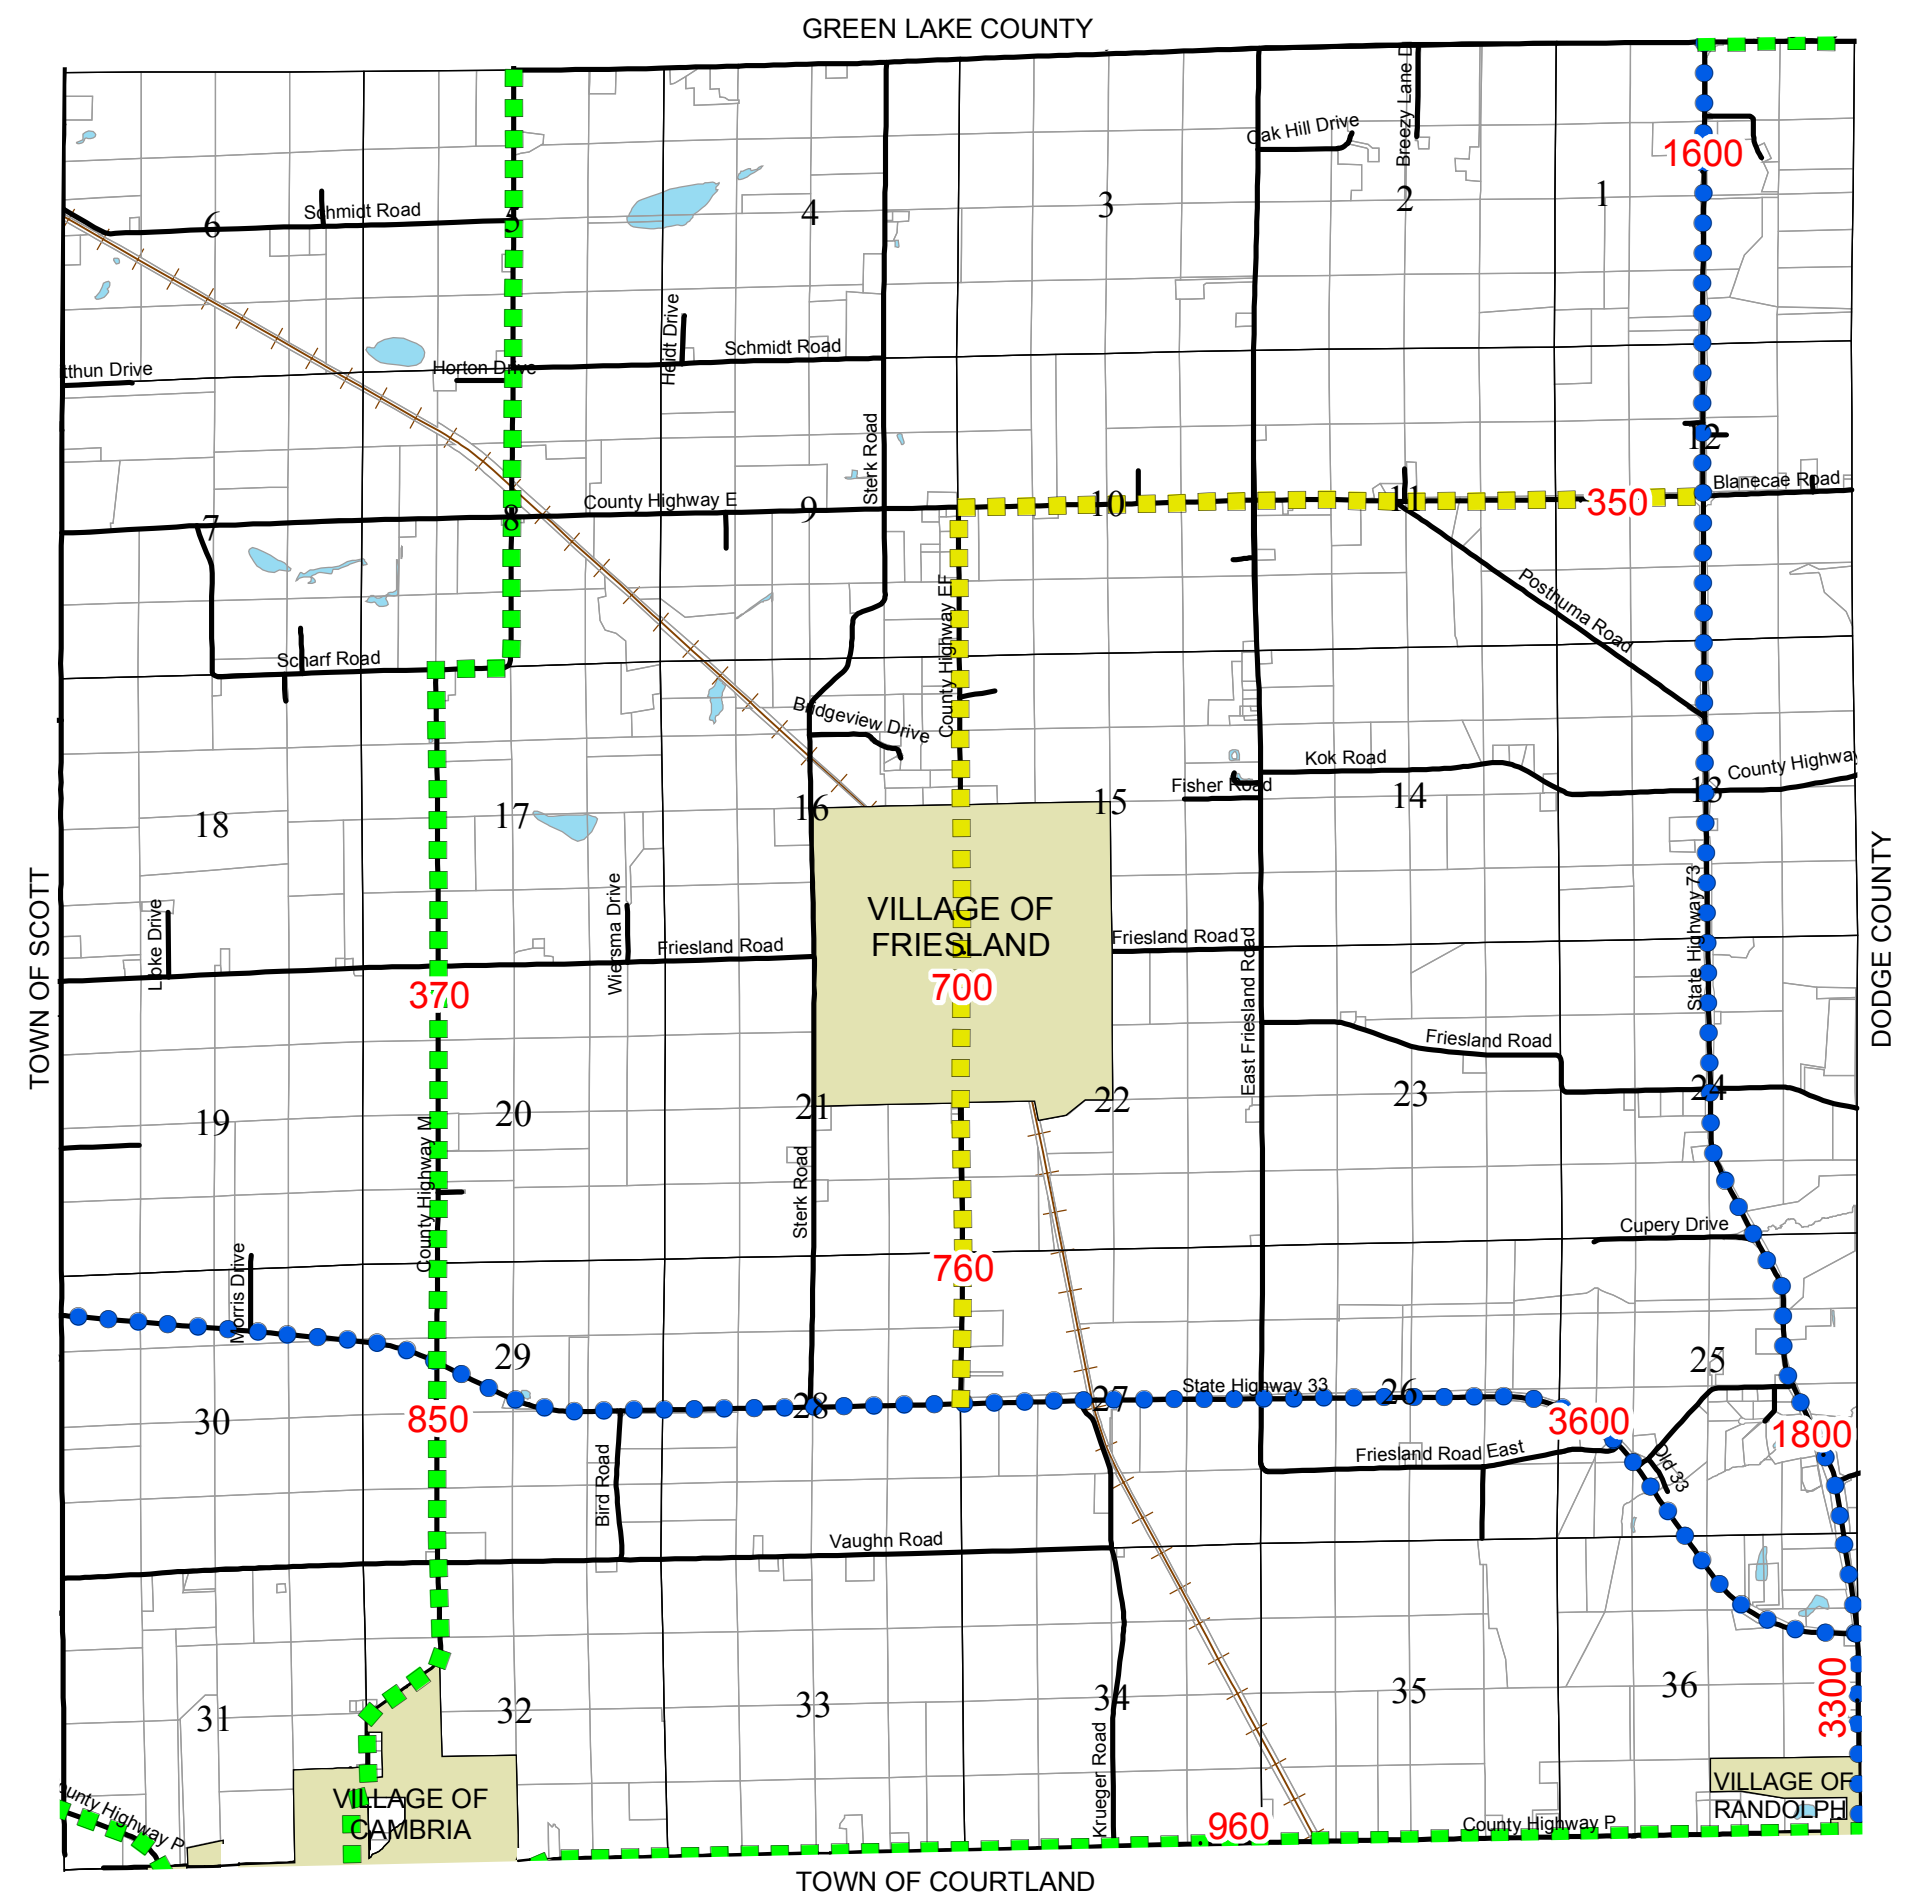 GREEN LAKE COUNTY
Breezy Lane D
Oak Hill Drive
1600
6
Schmidt Road
5
4
3
2
1
Heidt Drive
Schmidt Road
tthun Drive
Horton Drive
Sterk Road
12
Blanecae Road
County Highway E
9
10
11
350
7
8
County Highway EF
Posthuma Road
Scharf Road
Bridgeview Drive
Kok Road
County Highway
Fisher Road
18
17
16
15
14
13
TOWN OF SCOTT
DODGE COUNTY
State Highway 73
Wiersma Drive
VILLAGE OF
FRIESLAND
Friesland Road
Friesland Road
East Friesland Road
370
700
Friesland Road
19
20
21
22
23
24
County Highway M
Sterk Road
Cupery Drive
Morris Drive
760
29
25
State Highway 33
30
850
28
27
26
3600
1800
Friesland Road East
Old 33
Bird Road
Vaughn Road
31
32
33
34
35
36
3300
Krueger Road
VILLAGE OF
CAMBRIA
VILLAGE OF
RANDOLPH
ounty Highway P
960
County Highway P
TOWN OF COURTLAND